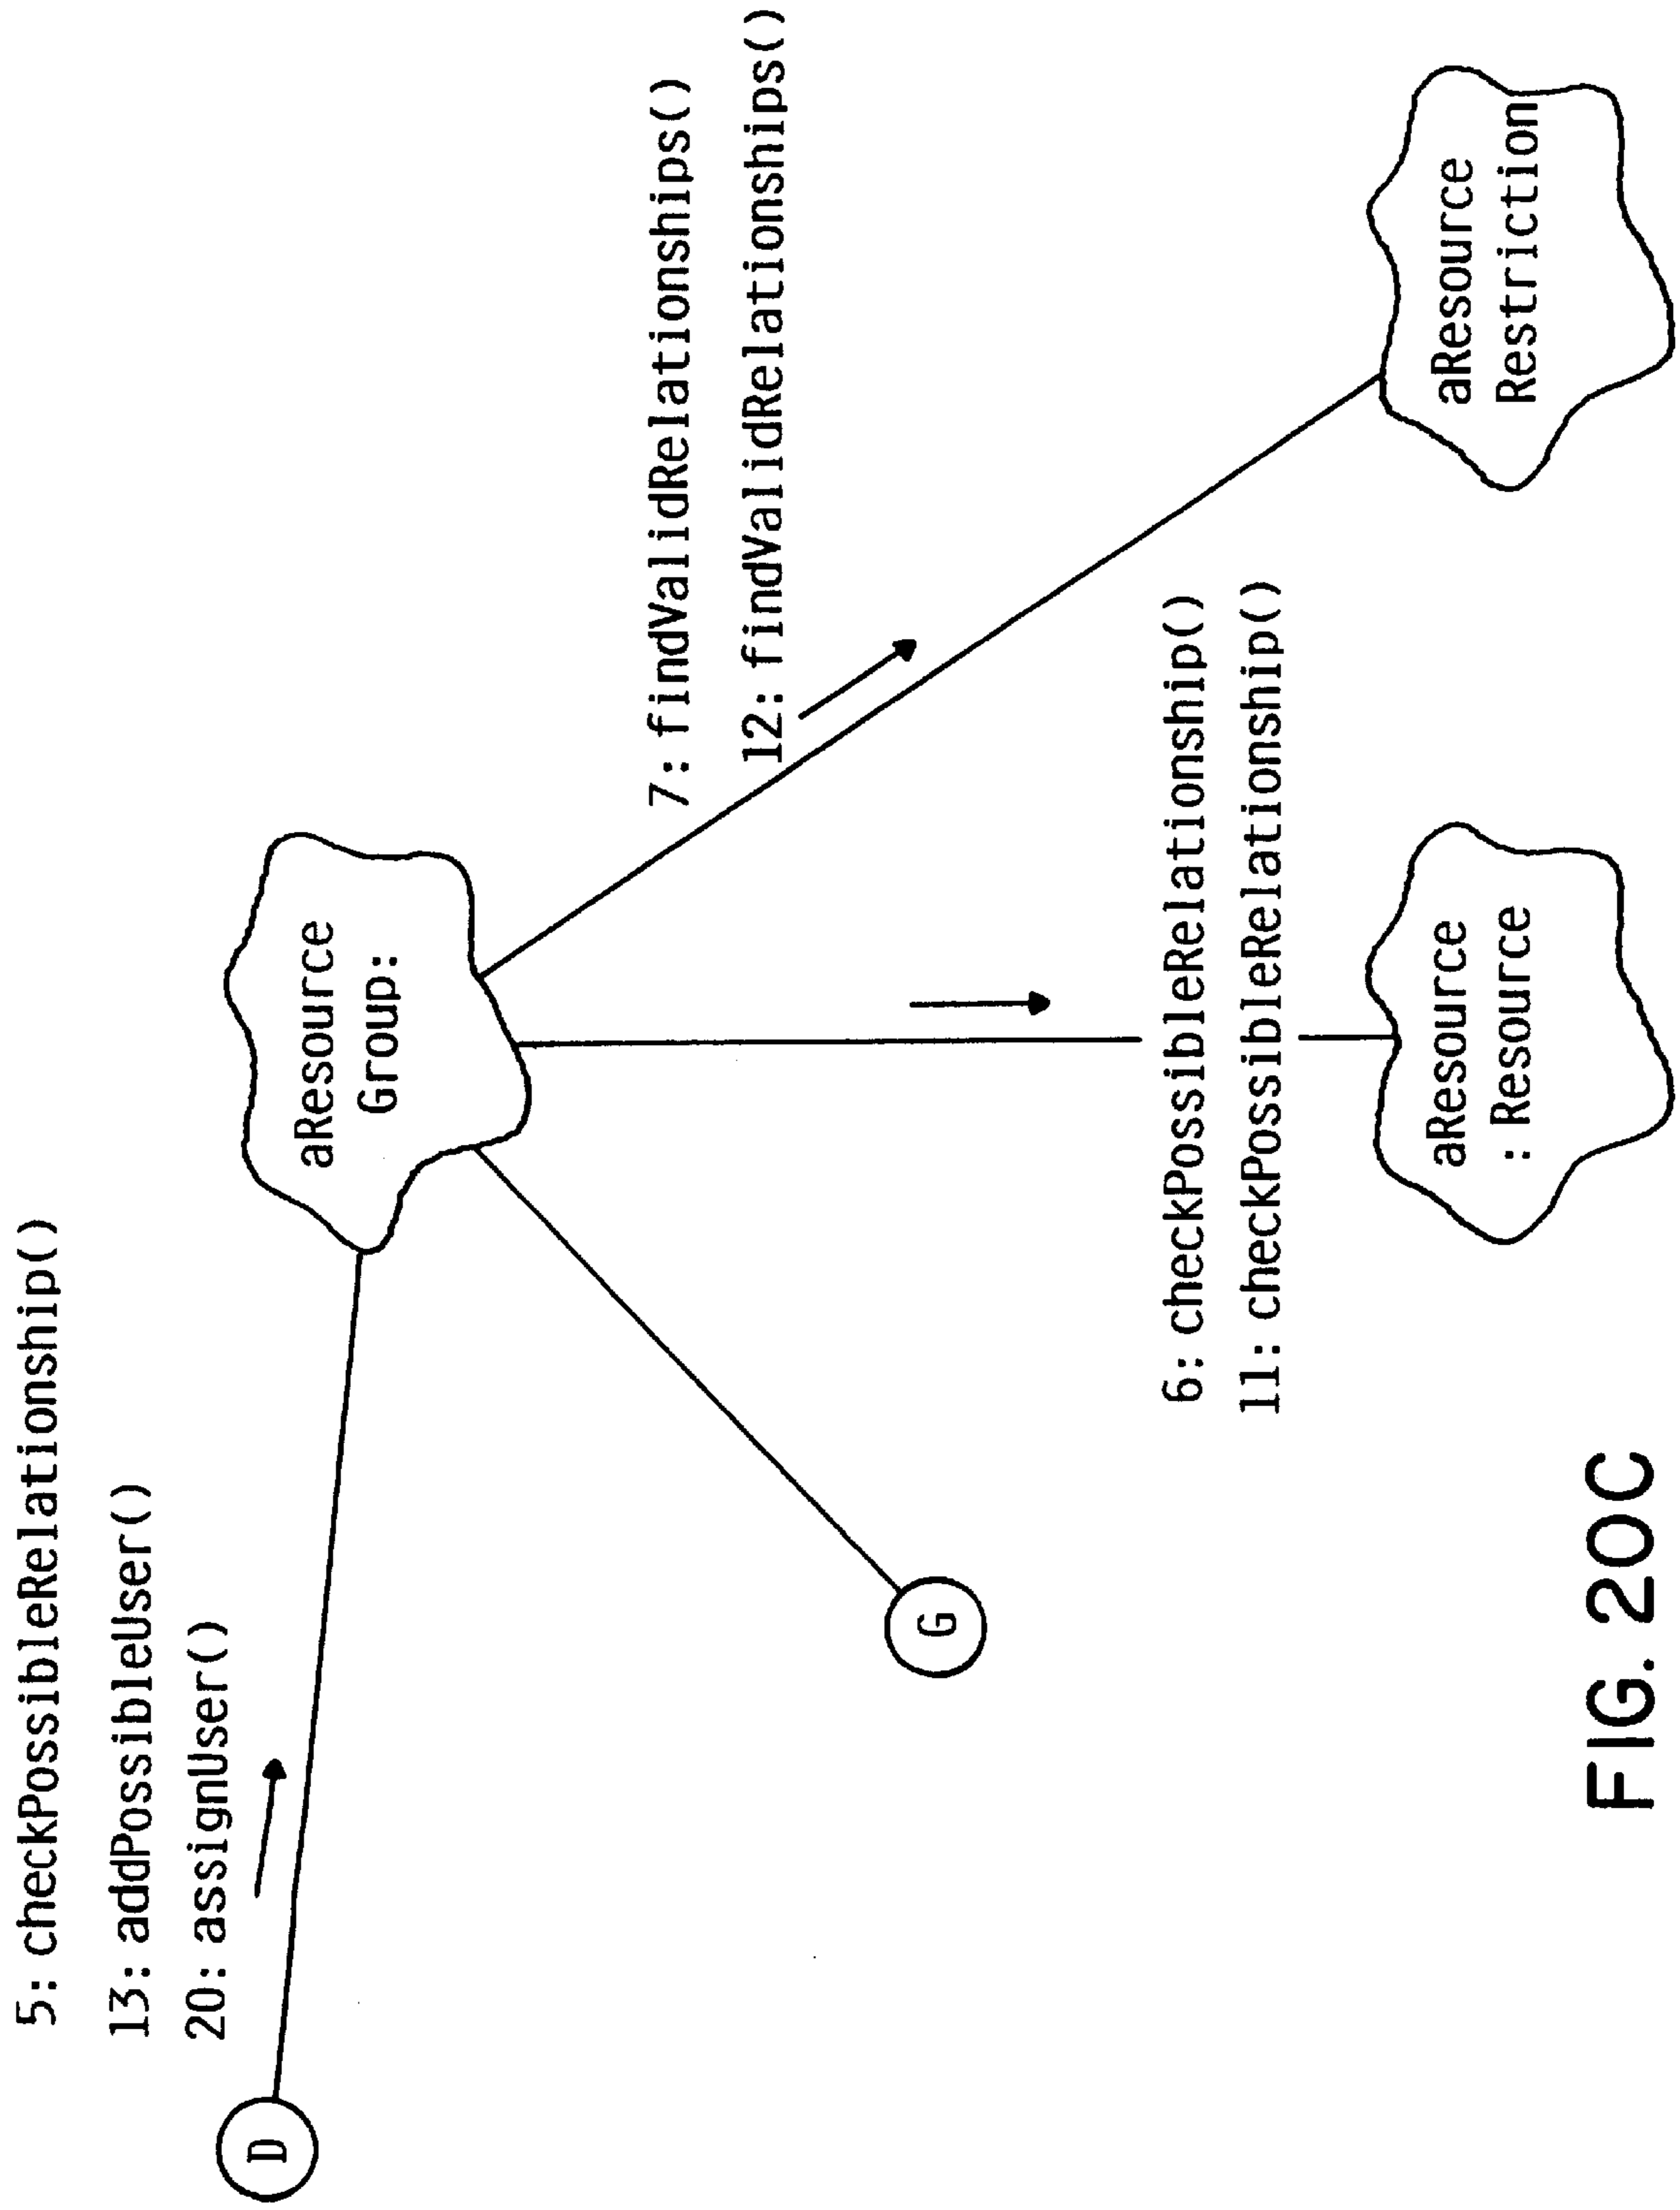 5: checkPossibleRelationship()
13: addPossibleUser()
20: assignUser()
D
aResource
Group:
7: findValidRelationships()
12: findValidRelationships()
G
6: checkPossibleRelationship()
11: checkPossibleRelationship()
aResource
: Resource
aResource
Restriction
FIG. 20C